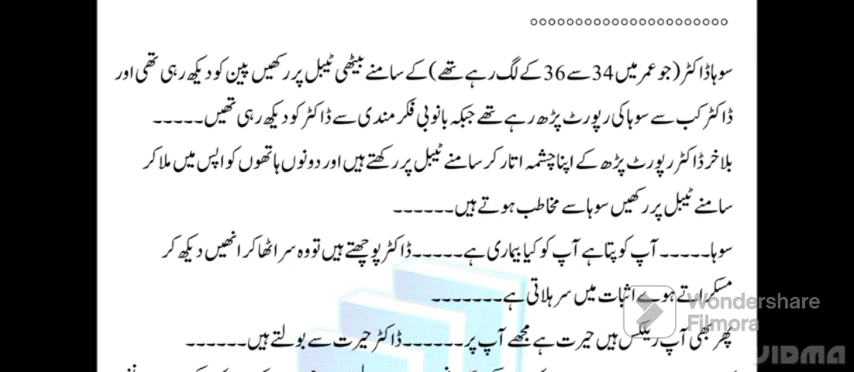 ○○○○○○○○○○○○○○○○○○○○○○
سوہا ڈاکٹر (جو عمر میں 34 سے 36 کے لگ رہے تھے) کے سامنے بیٹھی ٹیبل پر رکھیں پین کو دیکھ رہی تھی اور
ڈاکٹر کب سے سوہا کی رپورٹ پڑھ رہے تھے جبکہ بانو بی فکر مندی سے ڈاکٹر کو دیکھ رہی تھیں-----
بلاخر ڈاکٹر رپورٹ پڑھ کے اپنا چشمہ اتار کر سامنے ٹیبل پر رکھتے ہیں اور دونوں ہاتھوں کو اپس میں ملا کر
سامنے ٹیبل پر رکھیں سوہا سے مخاطب ہوتے ہیں------
سوہا----- آپ کو پتا ہے آپ کو کیا بیماری ہے----- ڈاکٹر پوچھتے ہیں تو وہ سر اٹھا کر انھیں دیکھ کر
مسکراتے ہوے اثبات میں سر ہلاتی ہے-------
پھر بھی آپ ریلکس ہیں حیرت ہے مجھے آپ پر------ ڈاکٹر حیرت سے بولتے ہیں------
Wondershare
Filmora
VIDMA